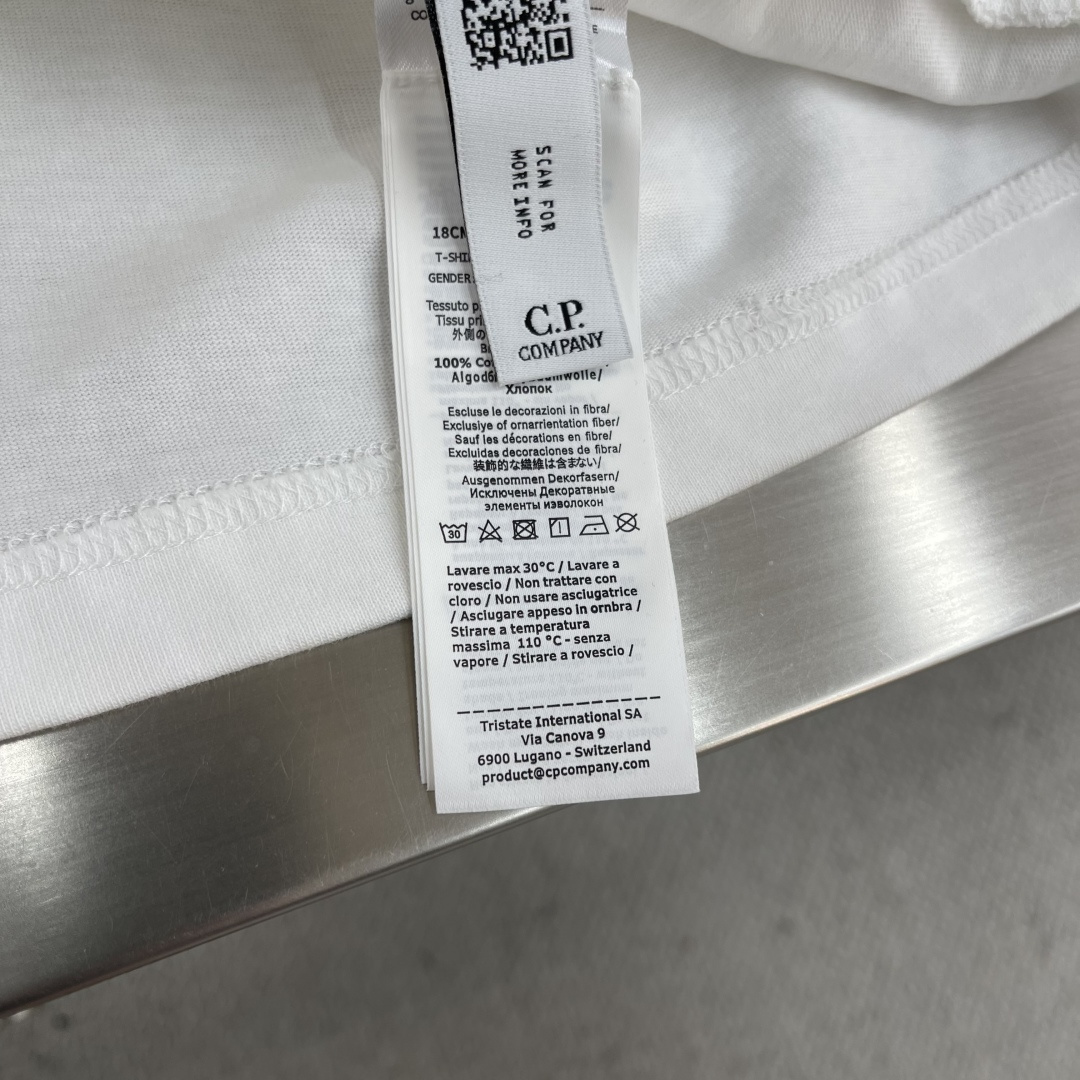 SCAN FOR
MORE INFO
C.P.
COMPANY
18CM
T-SHI
GENDER
Tessuto p
Tissu pri
外側の
100% Co
Algod
mwolle/
Хлопок
Escluse le decorazioni in fibra/
Exclusiye of ornarrientation fiber/
Sauf les décorations en fibre/
Excluidas decoraciones de fibra/
装飾的な繊維は含まない/
Ausgenommen Dekorfasern/
Исключены Декоратвные
элементы изволокон
30
Lavare max 30°C / Lavare a
rovescio / Non trattare con
cloro / Non usare asciugatrice
/ Asciugare appeso in ornbra /
Stirare a temperatura
massima 110 °C - senza
vapore / Stirare a rovescio /
Tristate International SA
Via Canova 9
6900 Lugano - Switzerland
product@cpcompany.com